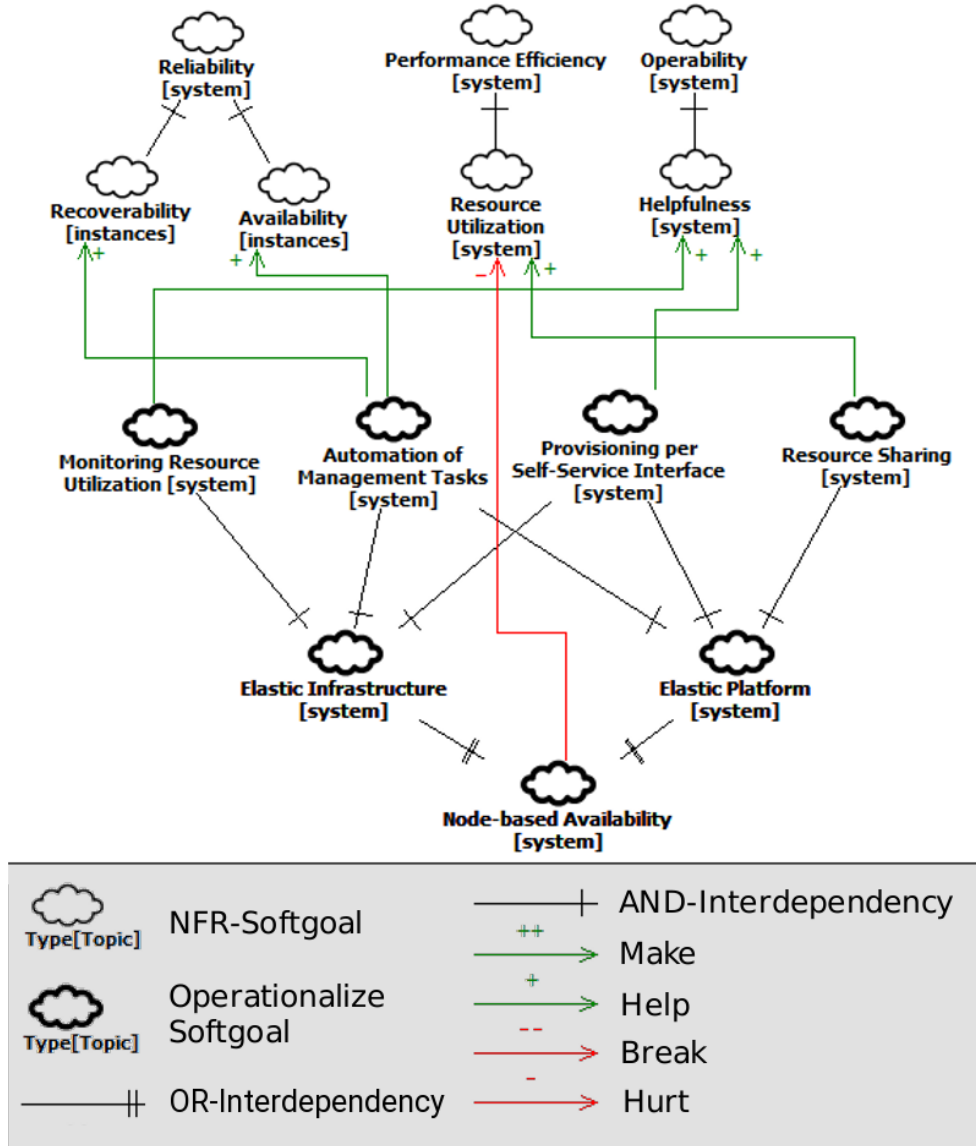 Reliability
[system]
Performance Efficiency
[system]
Operability
[system]
Recoverability
[instances]
Availability
[instances]
Resource
Utilization
[system]
Helpfulness
[system]
+
+
-
+
+
+
Monitoring Resource
Utilization [system]
Automation of
Management Tasks
[system]
Provisioning per
Self-Service Interface
[system]
Resource Sharing
[system]
Elastic Infrastructure
[system]
Elastic Platform
[system]
Node-based Availability
[system]
Type[Topic]
NFR-Softgoal
Type[Topic]
Operationalize
Softgoal
OR-Interdependency
AND-Interdependency
++
Make
+
Help
--
Break
-
Hurt